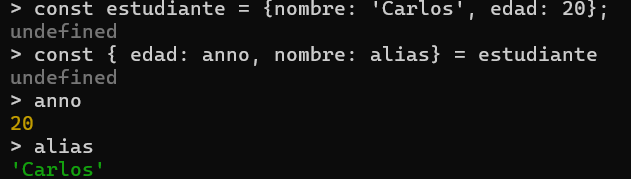 > const estudiante = {nombre: 'Carlos', edad: 20};
undefined
> const { edad: anno, nombre: alias} = estudiante
undefined
> anno
20
> alias
'Carlos'